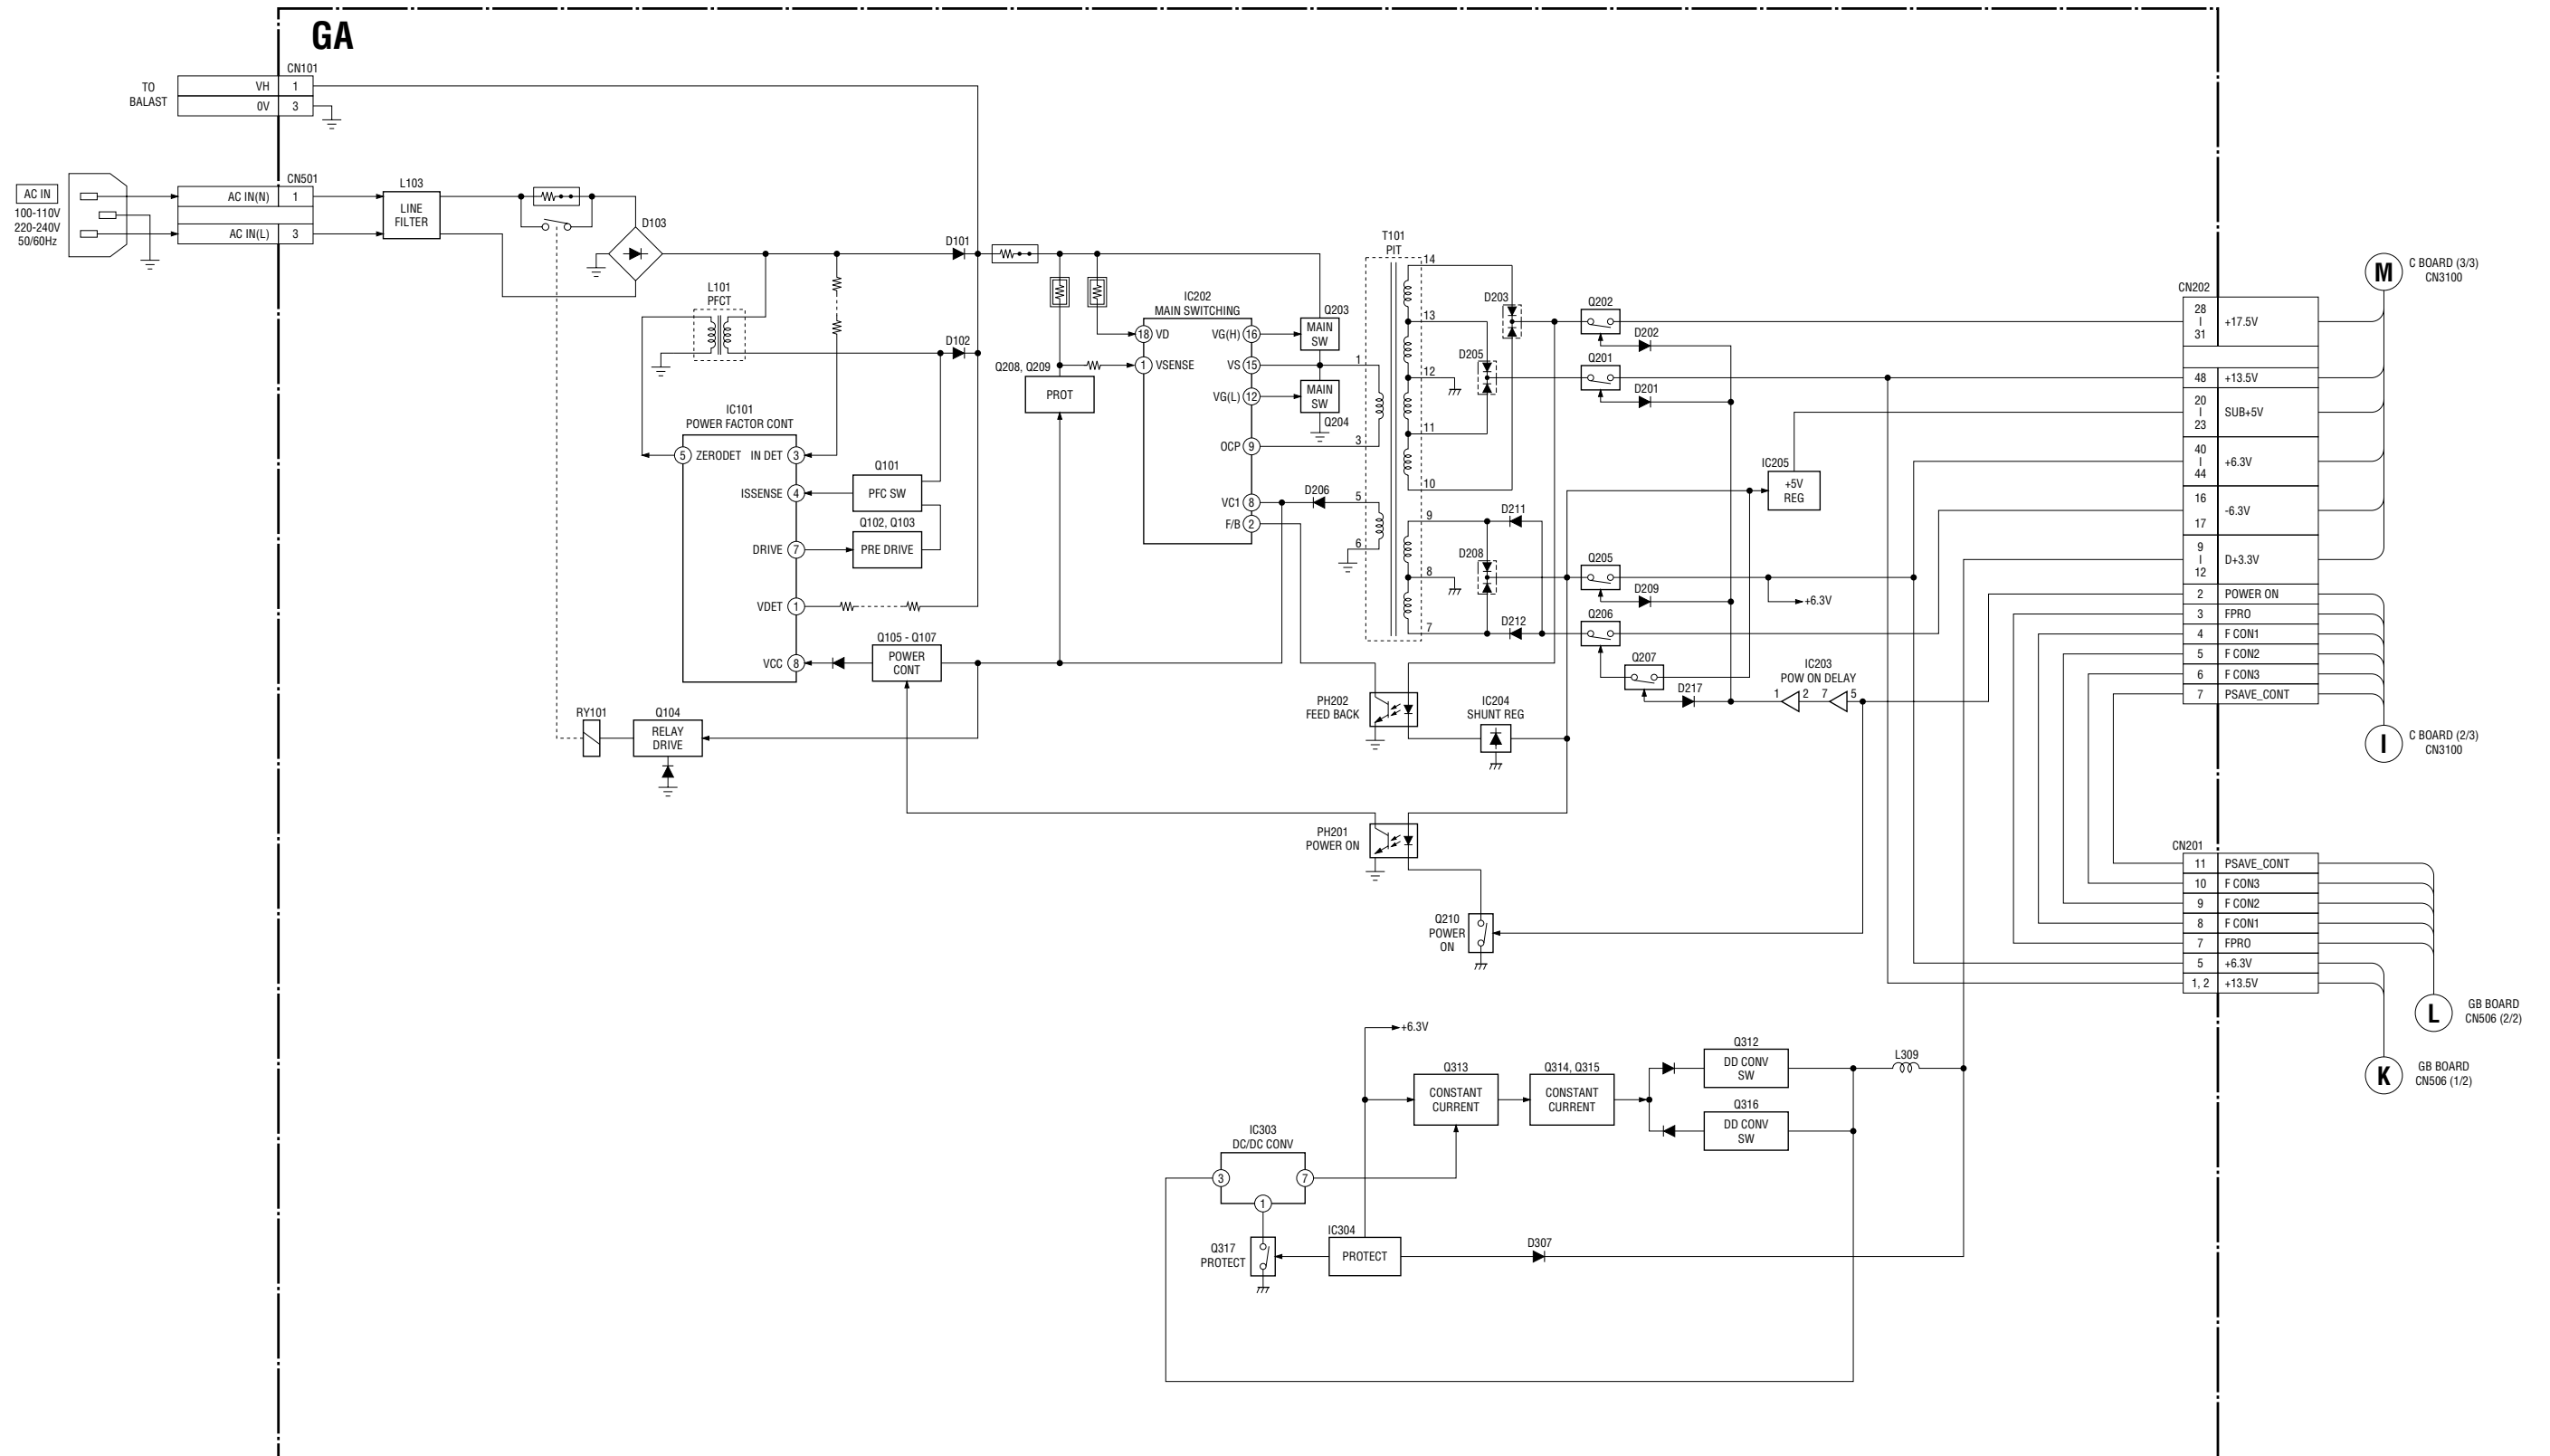 GA
TO
BALAST
CN101
VH 1
0V 3
AC IN
100-110V
220-240V
50/60Hz
CN501
AC IN(N) 1
AC IN(L) 3
L103
LINE
FILTER
D103
D101
L101
PFCT
D102
IC101
POWER FACTOR CONT
5 ZERODET IN DET 3
ISSENSE 4
DRIVE 7
VDET 1
VCC 8
Q101
PFC SW
Q102, Q103
PRE DRIVE
Q105 - Q107
POWER
CONT
RY101
Q104
RELAY
DRIVE
Q208, Q209
PROT
IC202
MAIN SWITCHING
18 VD VG(H) 16
1 VSENSE VS 15
VG(L) 12
OCP 9
VC1 8
F/B 2
Q203
MAIN
SW
MAIN
SW
Q204
D206
T101
PIT
1
3
5
6
14
13
12
11
10
9
8
7
D203
D205
D211
D208
D212
Q202
D202
Q201
D201
IC205
+5V
REG
Q205
D209
+6.3V
Q206
Q207
D217
IC203
POW ON DELAY
1 2 7 5
PH202
FEED BACK
IC204
SHUNT REG
PH201
POWER ON
Q210
POWER
ON
CN202
28
I
31
+17.5V
48 +13.5V
20
I
23
SUB+5V
40
I
44
+6.3V
16
17
-6.3V
9
I
12
D+3.3V
2 POWER ON
3 FPRO
4 F CON1
5 F CON2
6 F CON3
7 PSAVE_CONT
M
C BOARD (3/3)
CN3100
I
C BOARD (2/3)
CN3100
CN201
11 PSAVE_CONT
10 F CON3
9 F CON2
8 F CON1
7 FPRO
5 +6.3V
1, 2 +13.5V
L
GB BOARD
CN506 (2/2)
K
GB BOARD
CN506 (1/2)
+6.3V
Q313
CONSTANT
CURRENT
Q314, Q315
CONSTANT
CURRENT
Q312
DD CONV
SW
Q316
DD CONV
SW
L309
IC303
DC/DC CONV
3 7
1
Q317
PROTECT
IC304
PROTECT
D307